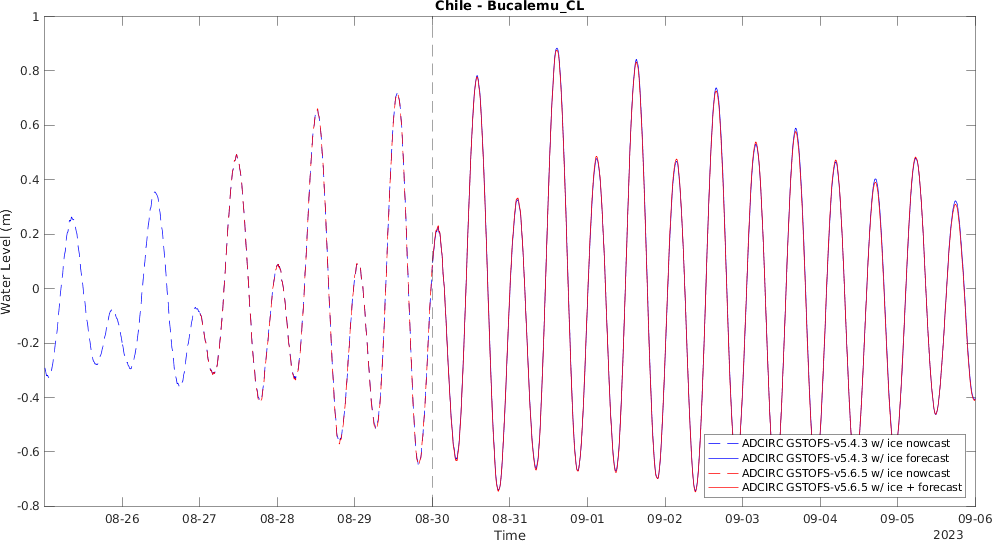 Chile - Bucalemu_CL
1
0.8
0.6
0.4
0.2
0
-0.2
-0.4
-0.6
-0.8
Water Level (m)
ADCIRC GSTOFS-v5.4.3 w/ ice nowcast
ADCIRC GSTOFS-v5.4.3 w/ ice forecast
ADCIRC GSTOFS-v5.6.5 w/ ice nowcast
ADCIRC GSTOFS-v5.6.5 w/ ice + forecast
08-26 08-27 08-28 08-29 08-30 08-31 09-01 09-02 09-03 09-04 09-05 09-06
Time
2023